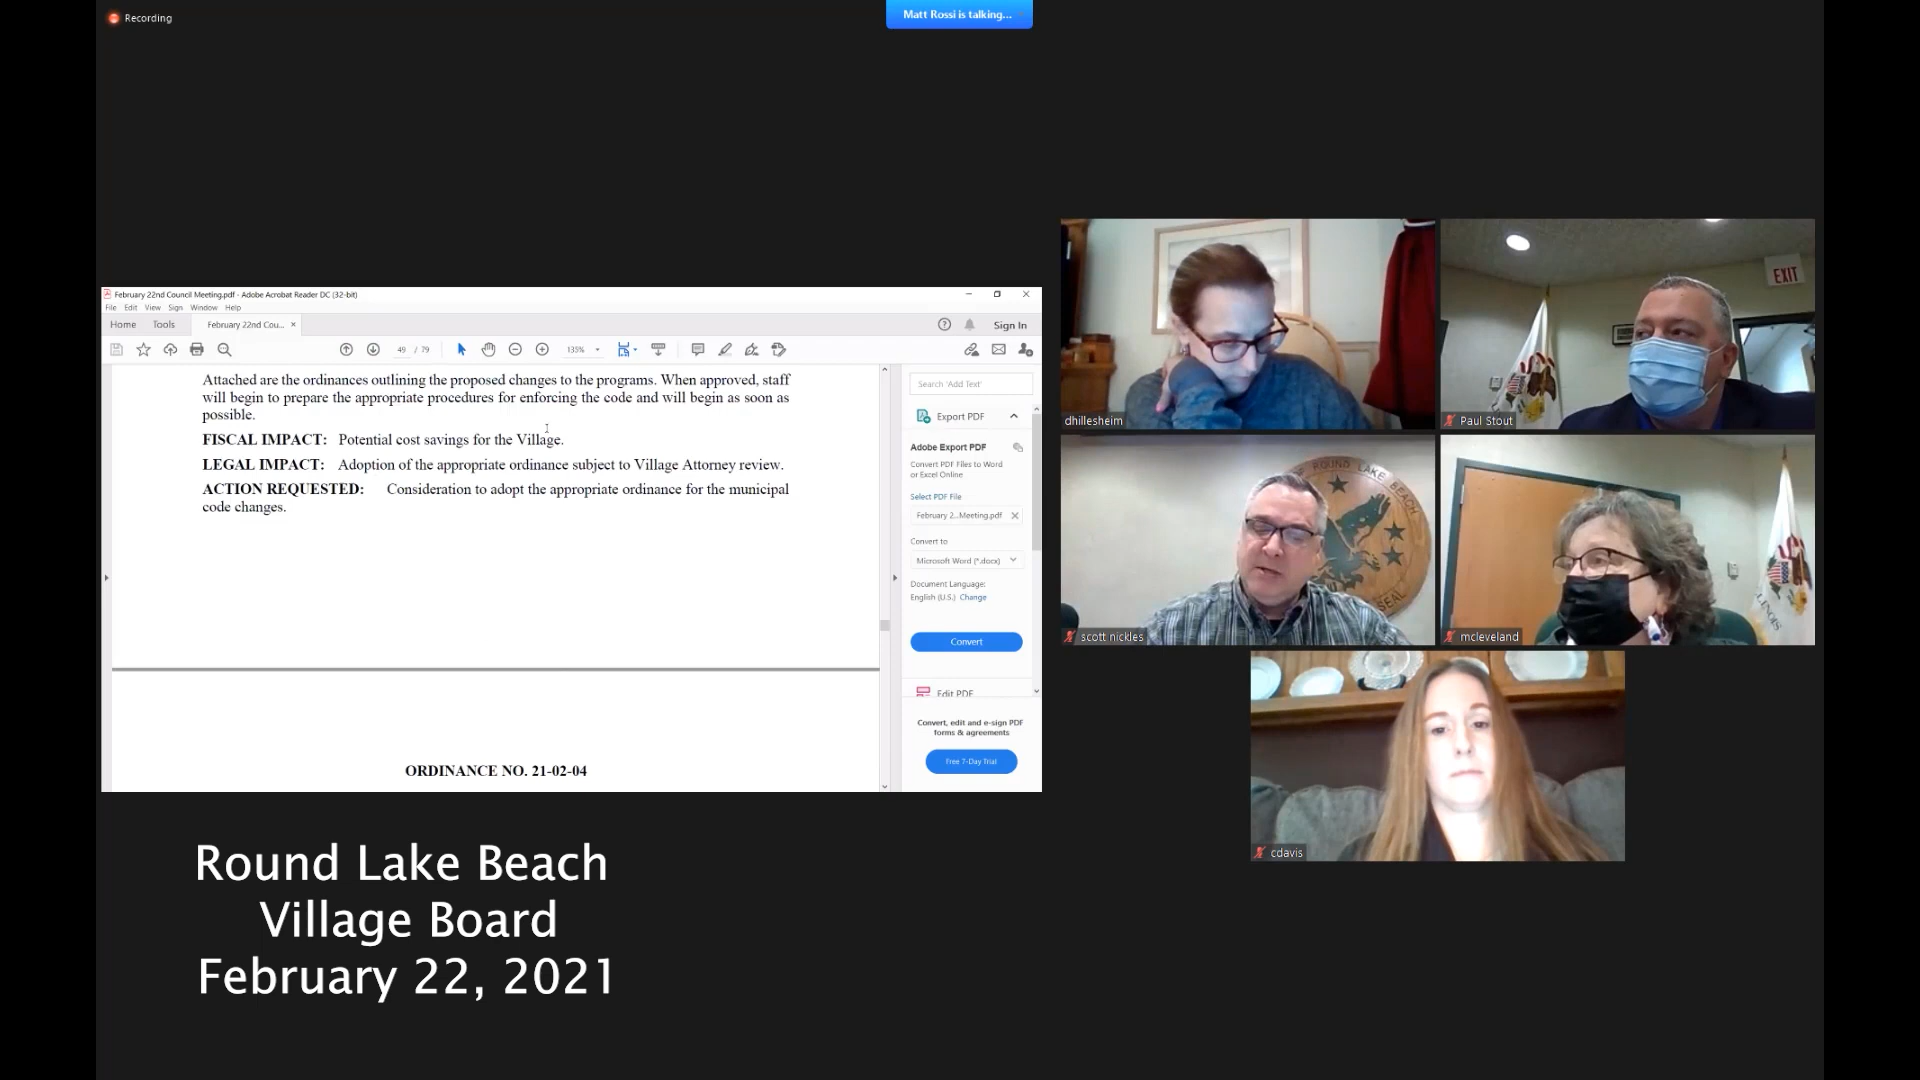 Recording
Matt Rossi is talking...
February 22nd Council Meeting.pdf - Adobe Acrobat Reader DC (32-bit)
File Edit View Sign Window Help
Home Tools February 22nd Cou... ×
Sign In
49 / 79
135%
Attached are the ordinances outlining the proposed changes to the programs. When approved, staff
will begin to prepare the appropriate procedures for enforcing the code and will begin as soon as
possible.
FISCAL IMPACT: Potential cost savings for the Village.
LEGAL IMPACT: Adoption of the appropriate ordinance subject to Village Attorney review.
ACTION REQUESTED: Consideration to adopt the appropriate ordinance for the municipal
code changes.
ORDINANCE NO. 21-02-04
Search 'Add Text'
Export PDF
Adobe Export PDF
Convert PDF Files to Word
or Excel Online
Select PDF File
February 2...Meeting.pdf
Convert to
Microsoft Word (*.docx)
Document Language:
English (U.S.) Change
Convert
Edit PDF
Convert, edit and e-sign PDF
forms & agreements
Free 7-Day Trial
dhillesheim
EXIT
Paul Stout
OF ROUND LAKE BEACH
SEAL
scott nickles
mcleveland
cdavis
Round Lake Beach
Village Board
February 22, 2021